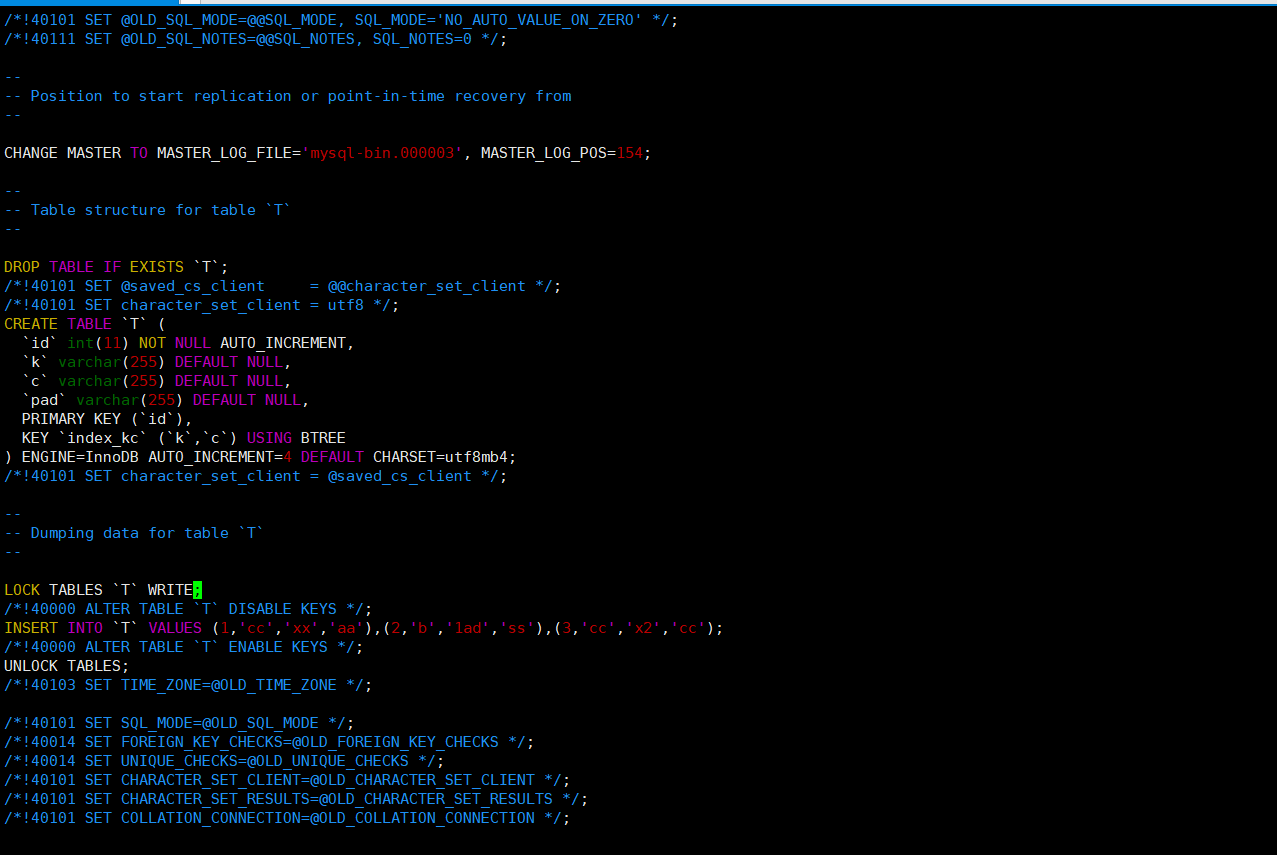 /*!40101 SET @OLD_SQL_MODE=@@SQL_MODE, SQL_MODE='NO_AUTO_VALUE_ON_ZERO' */;
/*!40111 SET @OLD_SQL_NOTES=@@SQL_NOTES, SQL_NOTES=0 */;

--
-- Position to start replication or point-in-time recovery from
--

CHANGE MASTER TO MASTER_LOG_FILE='mysql-bin.000003', MASTER_LOG_POS=154;

--
-- Table structure for table `T`
--

DROP TABLE IF EXISTS `T`;
/*!40101 SET @saved_cs_client     = @@character_set_client */;
/*!40101 SET character_set_client = utf8 */;
CREATE TABLE `T` (
  `id` int(11) NOT NULL AUTO_INCREMENT,
  `k` varchar(255) DEFAULT NULL,
  `c` varchar(255) DEFAULT NULL,
  `pad` varchar(255) DEFAULT NULL,
  PRIMARY KEY (`id`),
  KEY `index_kc` (`k`,`c`) USING BTREE
) ENGINE=InnoDB AUTO_INCREMENT=4 DEFAULT CHARSET=utf8mb4;
/*!40101 SET character_set_client = @saved_cs_client */;

--
-- Dumping data for table `T`
--

LOCK TABLES `T` WRITE;
/*!40000 ALTER TABLE `T` DISABLE KEYS */;
INSERT INTO `T` VALUES (1,'cc','xx','aa'),(2,'b','1ad','ss'),(3,'cc','x2','cc');
/*!40000 ALTER TABLE `T` ENABLE KEYS */;
UNLOCK TABLES;
/*!40103 SET TIME_ZONE=@OLD_TIME_ZONE */;

/*!40101 SET SQL_MODE=@OLD_SQL_MODE */;
/*!40014 SET FOREIGN_KEY_CHECKS=@OLD_FOREIGN_KEY_CHECKS */;
/*!40014 SET UNIQUE_CHECKS=@OLD_UNIQUE_CHECKS */;
/*!40101 SET CHARACTER_SET_CLIENT=@OLD_CHARACTER_SET_CLIENT */;
/*!40101 SET CHARACTER_SET_RESULTS=@OLD_CHARACTER_SET_RESULTS */;
/*!40101 SET COLLATION_CONNECTION=@OLD_COLLATION_CONNECTION */;